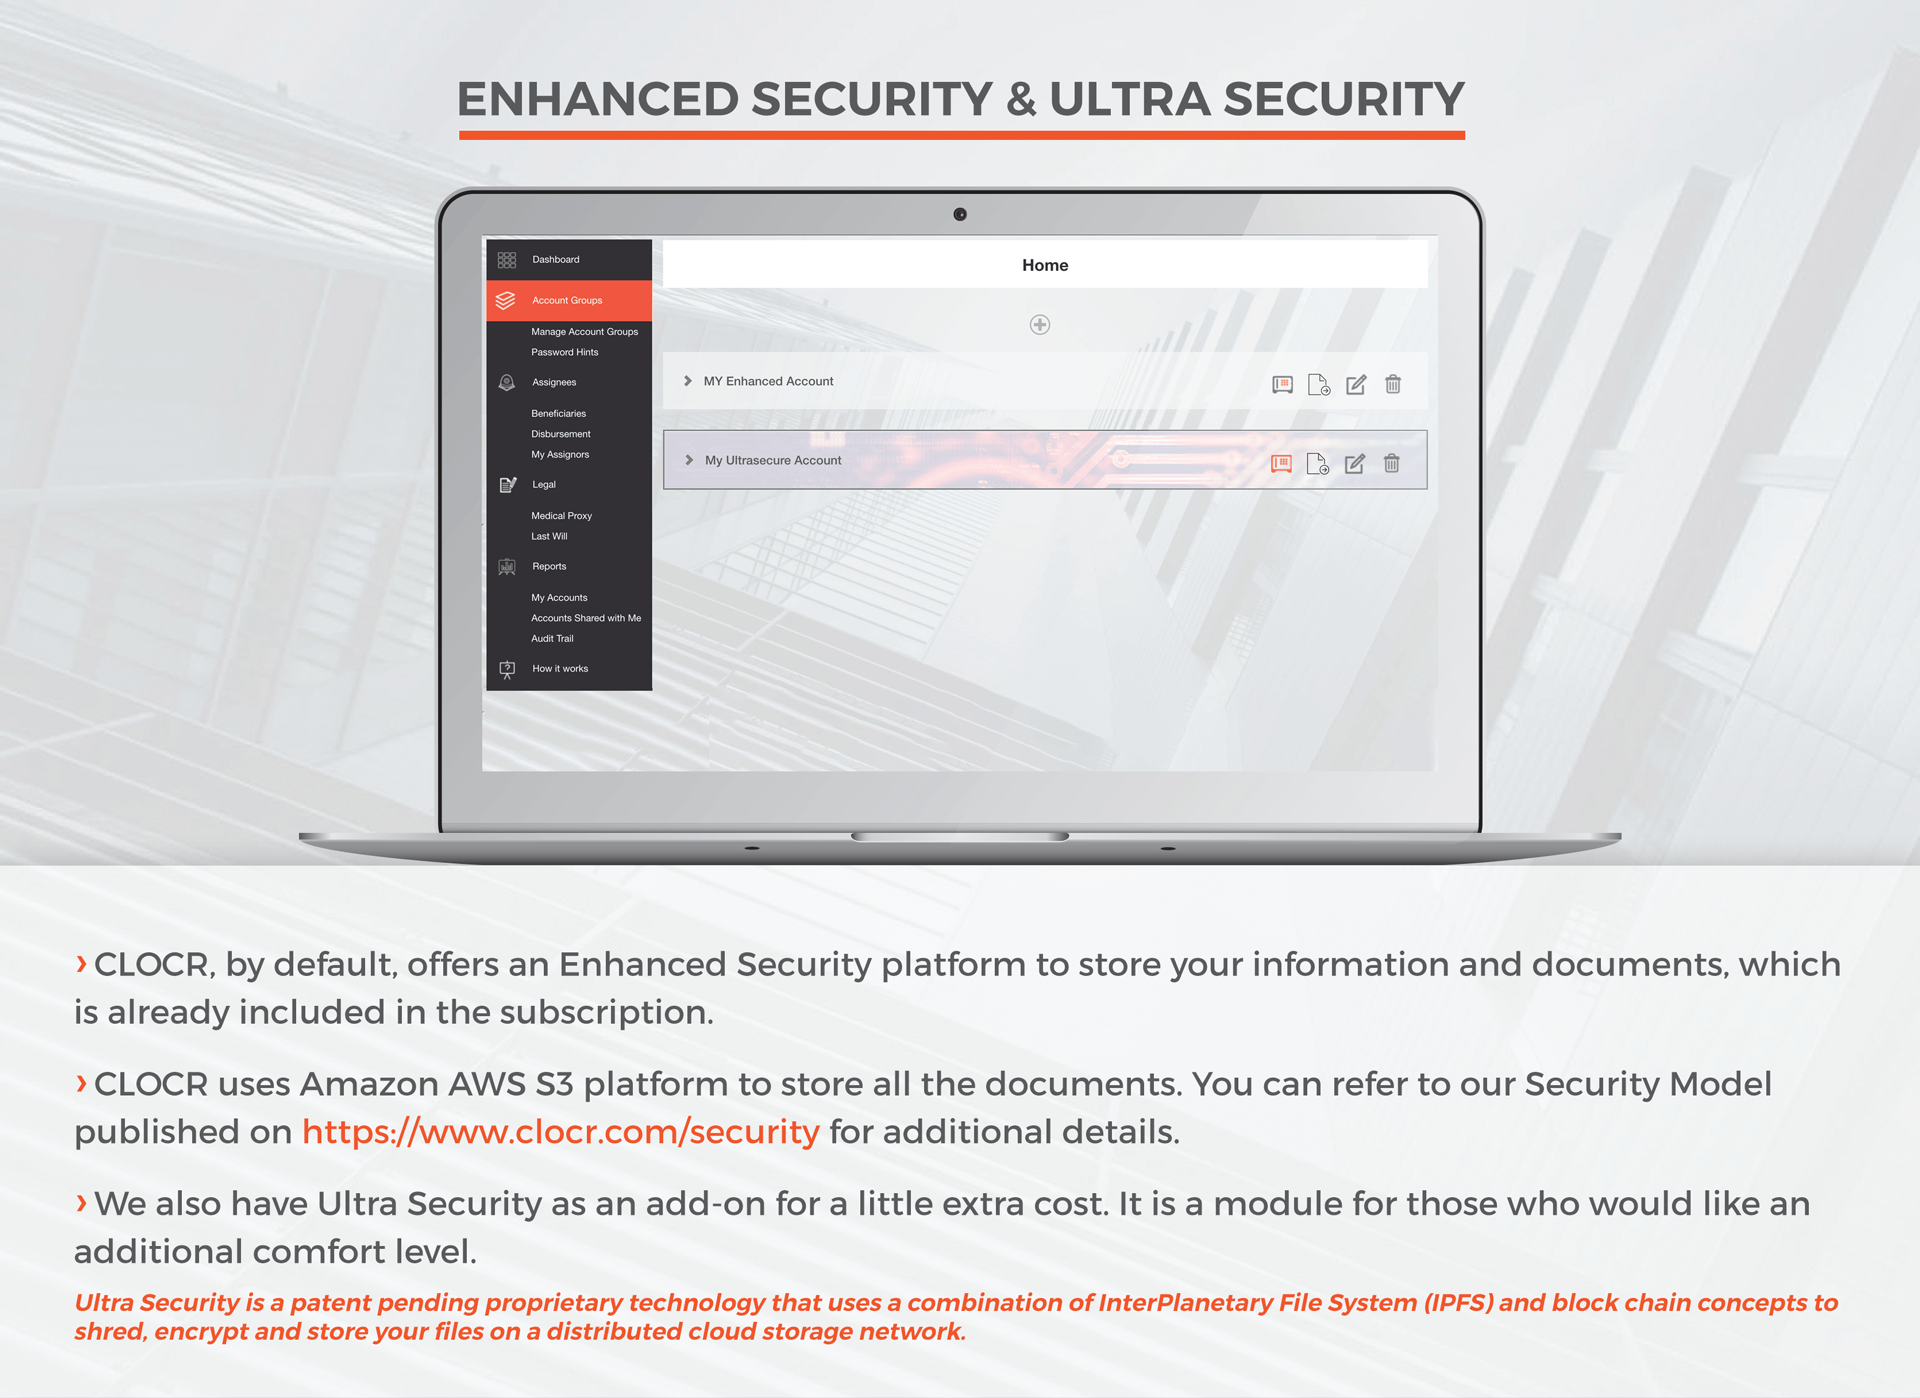 ENHANCED SECURITY & ULTRA SECURITY
Dashboard
Account Groups
Manage Account Groups
Password Hints
Assignees
Beneficiaries
Disbursement
My Assignors
Legal
Medical Proxy
Last Will
Reports
My Accounts
Accounts Shared with Me
Audit Trail
How it works
Home
MY Enhanced Account
My Ultrasecure Account
› CLOCR, by default, offers an Enhanced Security platform to store your information and documents, which
is already included in the subscription.
› CLOCR uses Amazon AWS S3 platform to store all the documents. You can refer to our Security Model
published on https://www.clocr.com/security for additional details.
› We also have Ultra Security as an add-on for a little extra cost. It is a module for those who would like an
additional comfort level.
Ultra Security is a patent pending proprietary technology that uses a combination of InterPlanetary File System (IPFS) and block chain concepts to
shred, encrypt and store your files on a distributed cloud storage network.